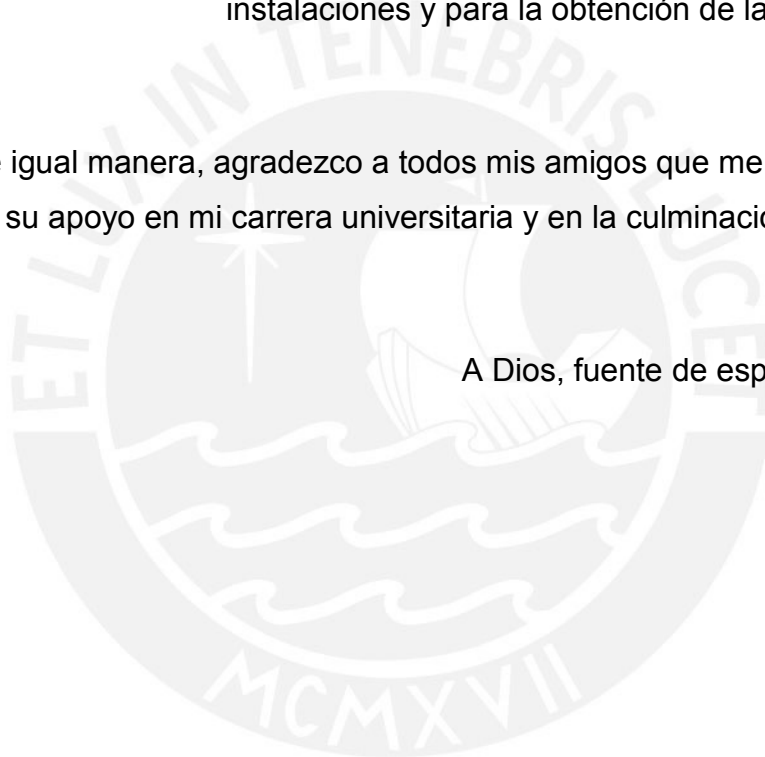 instalaciones y para la obtención de la
igual manera, agradezco a todos mis amigos que me
su apoyo en mi carrera universitaria y en la culminació
A Dios, fuente de esp
ET LUX IN TENEBRIS LUCET
MCMXVII